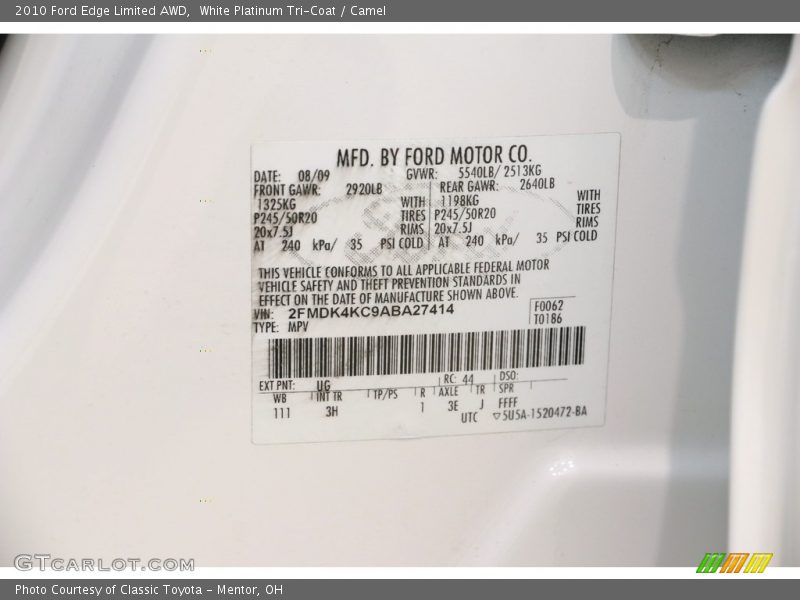 2010 Ford Edge Limited AWD,  White Platinum Tri-Coat / Camel
MFD. BY FORD MOTOR CO.
DATE: 08/09 GVWR: 5540LB/ 2513KG
FRONT GAWR: 2920LB REAR GAWR: 2640LB
1325KG WITH 1198KG WITH
P245/50R20 TIRES P245/50R20 TIRES
20x7.5J RIMS 20x7.5J RIMS
AT 240 kPa/ 35 PSI COLD AT 240 kPa/ 35 PSI COLD
THIS VEHICLE CONFORMS TO ALL APPLICABLE FEDERAL MOTOR
VEHICLE SAFETY AND THEFT PREVENTION STANDARDS IN
EFFECT ON THE DATE OF MANUFACTURE SHOWN ABOVE.
VIN: 2FMDK4KC9ABA27414 F0062
TYPE: MPV T0186
EXT PNT: UG RC: 44 DSO:
WB INT TR TP/PS R AXLE TR SPR
111 3H 1 3E J FFFF
UTC ▽5U5A-1520472-BA
GTCARLOT.COM
Photo Courtesy of Classic Toyota - Mentor, OH